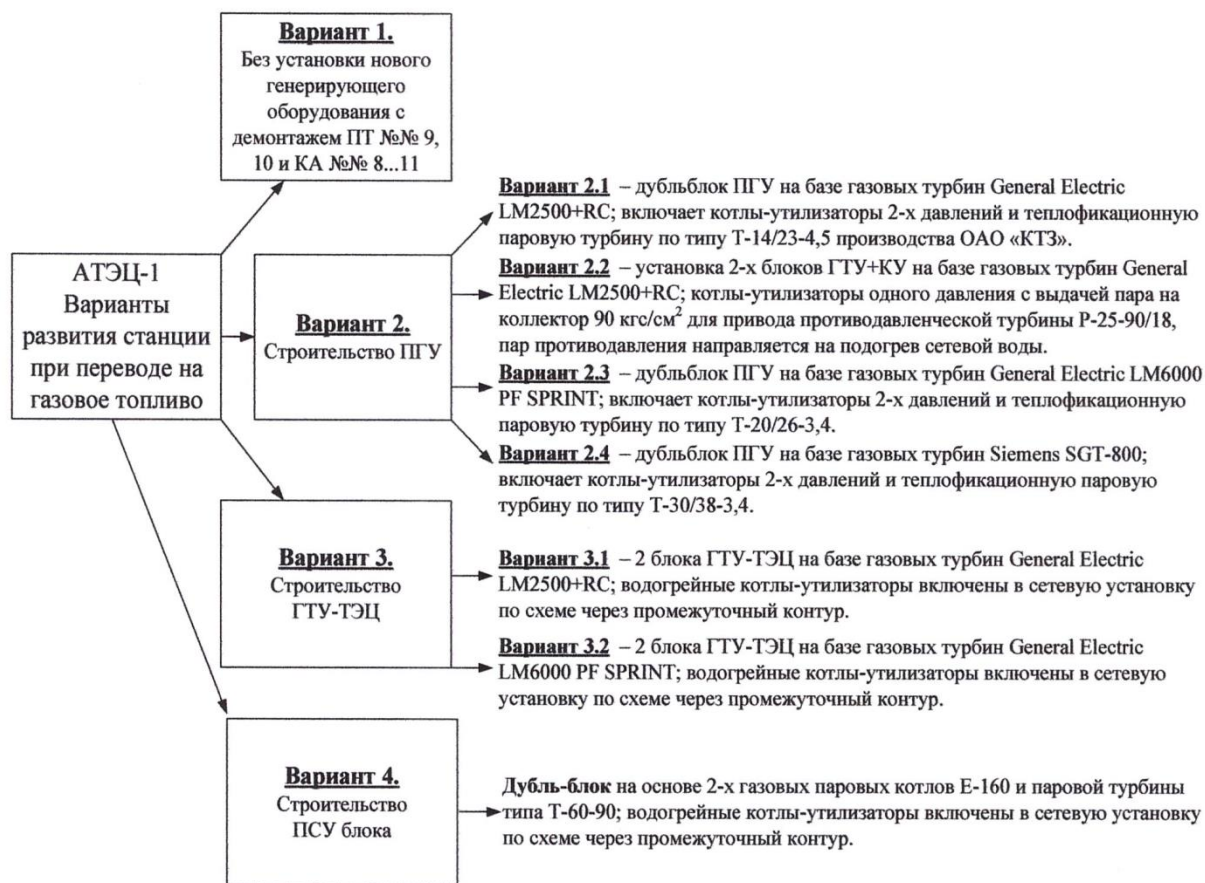 Вариант 1.
Без установки нового
генерирующего
оборудования с
демонтажем ПТ №№ 9,
10 и КА №№ 8...11
АТЭЦ-1
Варианты
развития станции
при переводе на
газовое топливо
Вариант 2.
Строительство ПГУ
Вариант 2.1 – дубльблок ПГУ на базе газовых турбин General Electric
LM2500+RC; включает котлы-утилизаторы 2-х давлений и теплофикационную
паровую турбину по типу Т-14/23-4,5 производства ОАО «КТЗ».
Вариант 2.2 – установка 2-х блоков ГТУ+КУ на базе газовых турбин General
Electric LM2500+RC; котлы-утилизаторы одного давления с выдачей пара на
коллектор 90 кгс/см² для привода противодавленческой турбины Р-25-90/18,
пар противодавления направляется на подогрев сетевой воды.
Вариант 2.3 – дубльблок ПГУ на базе газовых турбин General Electric LM6000
PF SPRINT; включает котлы-утилизаторы 2-х давлений и теплофикационную
паровую турбину по типу Т-20/26-3,4.
Вариант 2.4 – дубльблок ПГУ на базе газовых турбин Siemens SGT-800;
включает котлы-утилизаторы 2-х давлений и теплофикационную паровую
турбину по типу Т-30/38-3,4.
Вариант 3.
Строительство
ГТУ-ТЭЦ
Вариант 3.1 – 2 блока ГТУ-ТЭЦ на базе газовых турбин General Electric
LM2500+RC; водогрейные котлы-утилизаторы включены в сетевую установку
по схеме через промежуточный контур.
Вариант 3.2 – 2 блока ГТУ-ТЭЦ на базе газовых турбин General Electric
LM6000 PF SPRINT; водогрейные котлы-утилизаторы включены в сетевую
установку по схеме через промежуточный контур.
Вариант 4.
Строительство
ПСУ блока
Дубль-блок на основе 2-х газовых паровых котлов Е-160 и паровой турбины
типа Т-60-90; водогрейные котлы-утилизаторы включены в сетевую установку
по схеме через промежуточный контур.